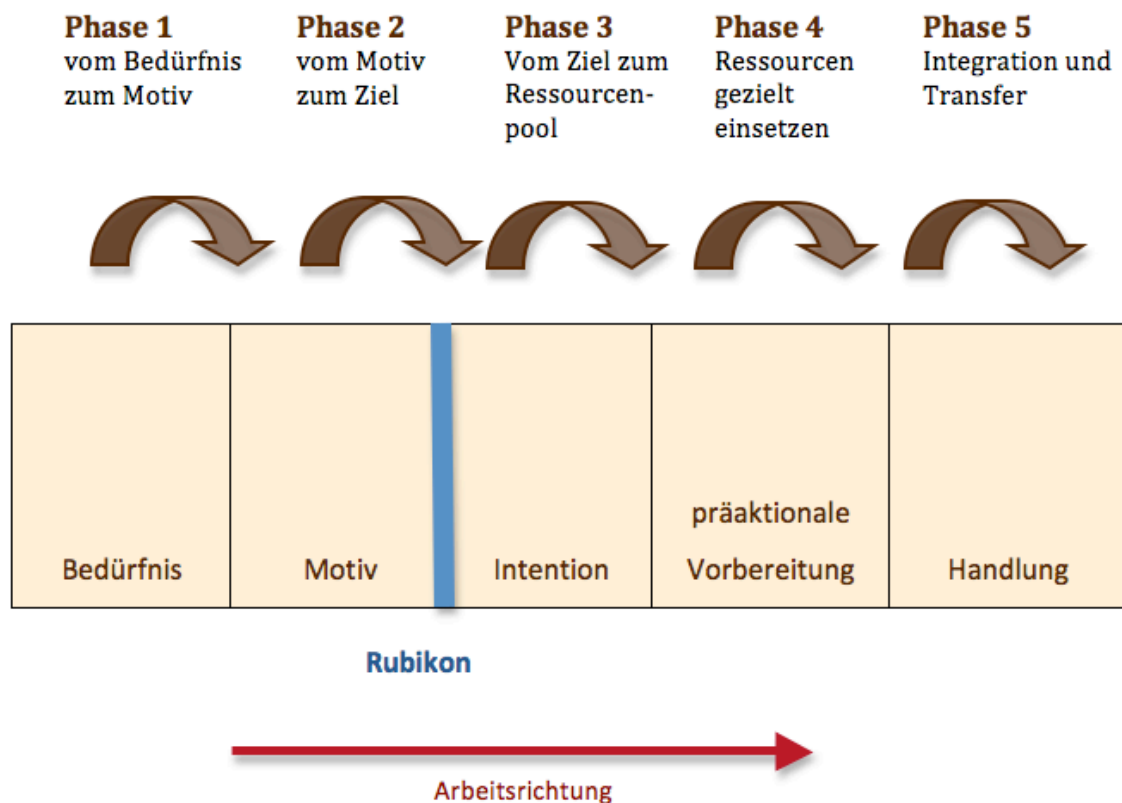 Phase 1
vom Bedürfnis
zum Motiv
Phase 2
vom Motiv
zum Ziel
Phase 3
Vom Ziel zum
Ressourcen-
pool
Phase 4
Ressourcen
gezielt
einsetzen
Phase 5
Integration und
Transfer
Bedürfnis
Motiv
Intention
präaktionale
Vorbereitung
Handlung
Rubikon
Arbeitsrichtung